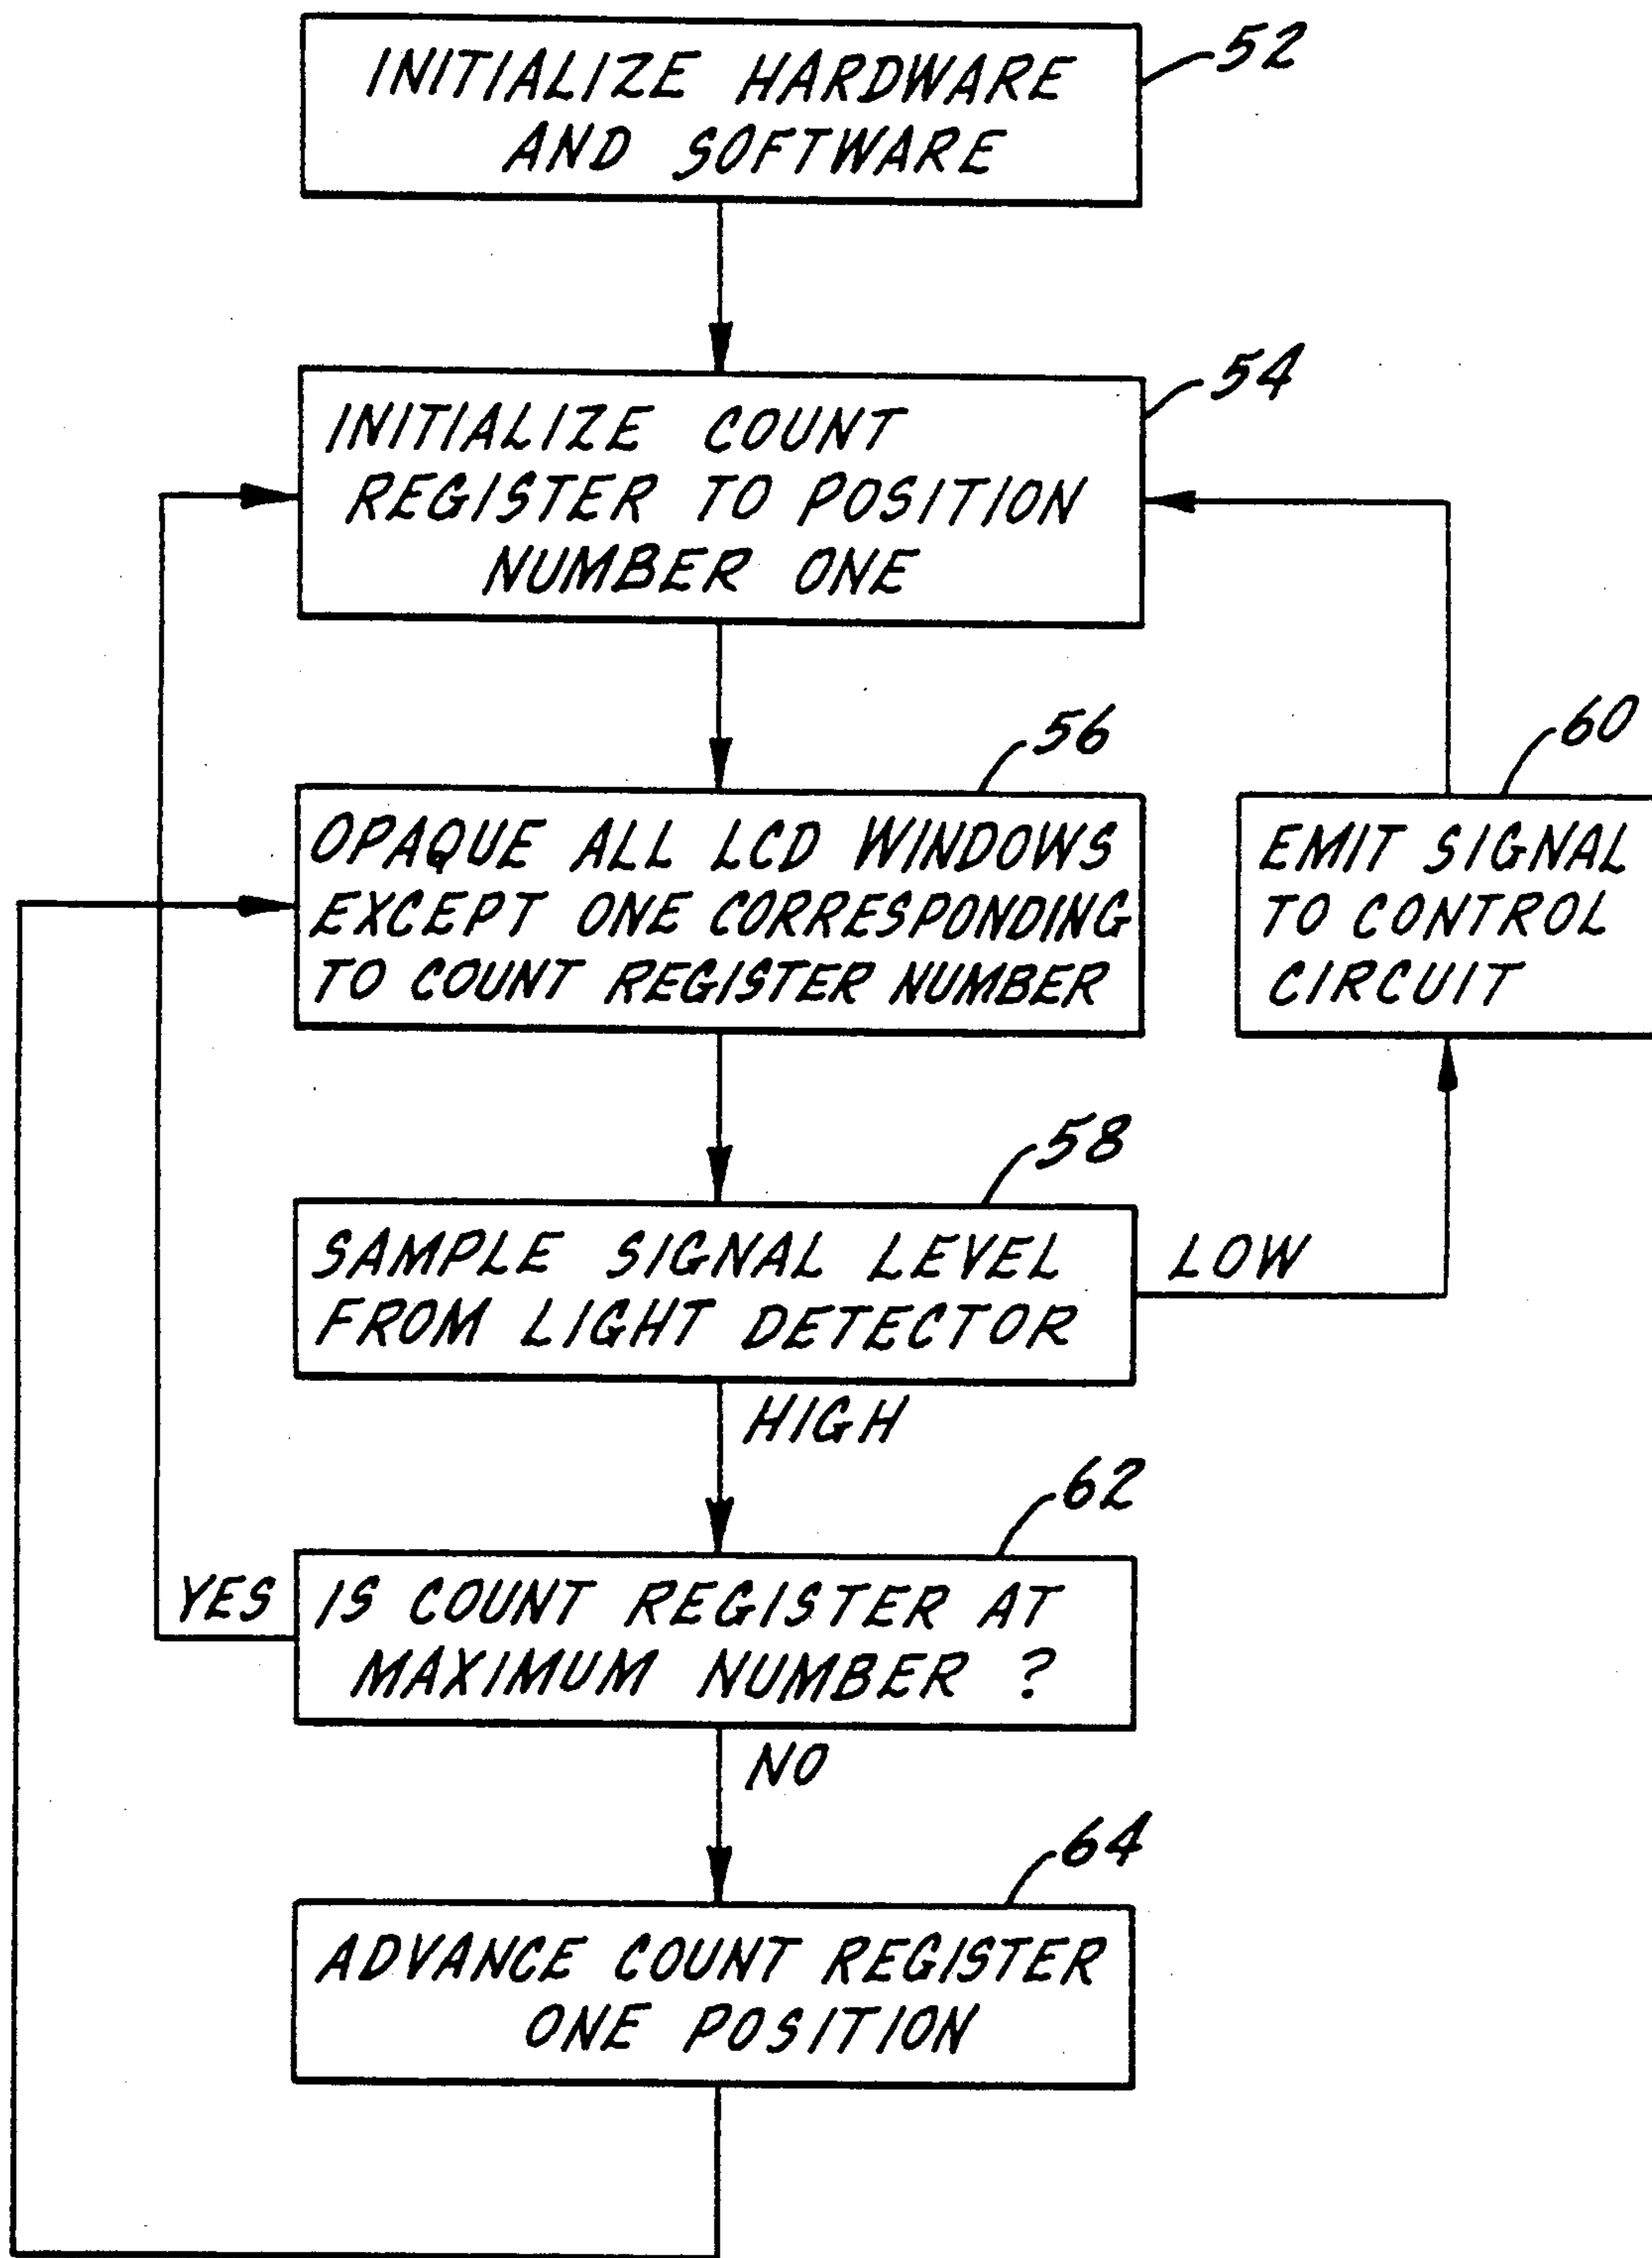 INITIALIZE HARDWARE
AND SOFTWARE
52
INITIALIZE COUNT
REGISTER TO POSITION
NUMBER ONE
54
OPAQUE ALL LCD WINDOWS
EXCEPT ONE CORRESPONDING
TO COUNT REGISTER NUMBER
56
EMIT SIGNAL
TO CONTROL
CIRCUIT
60
SAMPLE SIGNAL LEVEL
FROM LIGHT DETECTOR
58
LOW
HIGH
IS COUNT REGISTER AT
MAXIMUM NUMBER ?
62
YES
NO
ADVANCE COUNT REGISTER
ONE POSITION
64